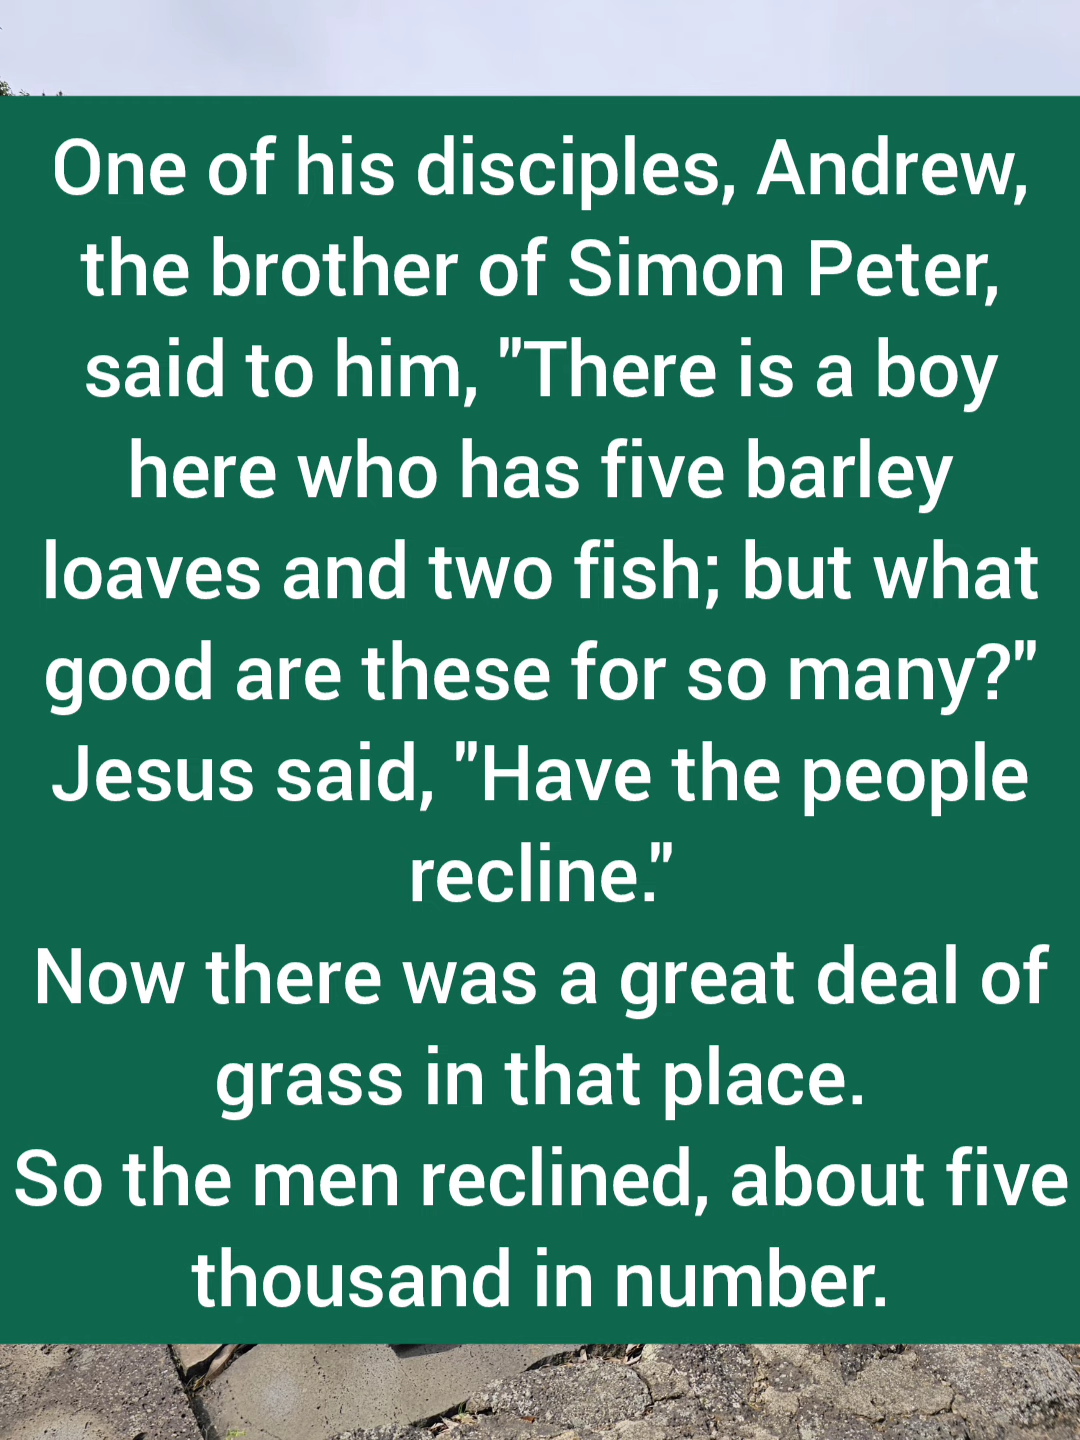 One of his disciples, Andrew,
the brother of Simon Peter,
said to him, "There is a boy
here who has five barley
loaves and two fish; but what
good are these for so many?"
Jesus said, "Have the people
recline."
Now there was a great deal of
grass in that place.
So the men reclined, about five
thousand in number.